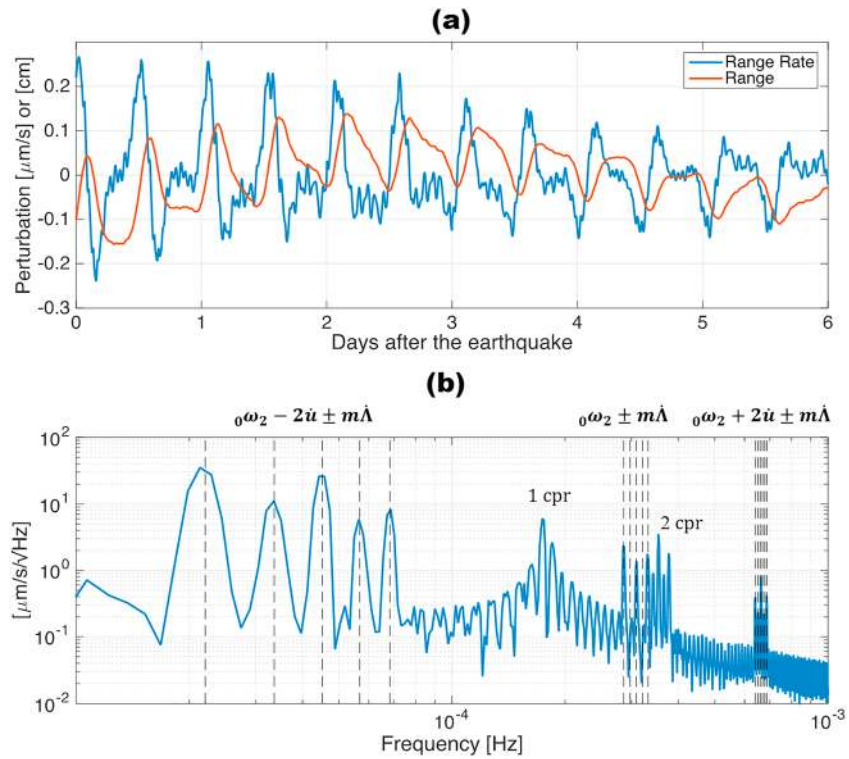 (a)
Perturbation [μm/s] or [cm]
0.2
0.1
0
-0.1
-0.2
-0.3
Range Rate
Range
0 1 2 3 4 5 6
Days after the earthquake
(b)
₀ω₂ − 2u̇ ± mΛ̇ ₀ω₂ ± mΛ̇ ₀ω₂ + 2u̇ ± mΛ̇
[μm/s/√Hz]
10²
10¹
10⁰
10⁻¹
10⁻²
1 cpr
2 cpr
10⁻⁴ 10⁻³
Frequency [Hz]